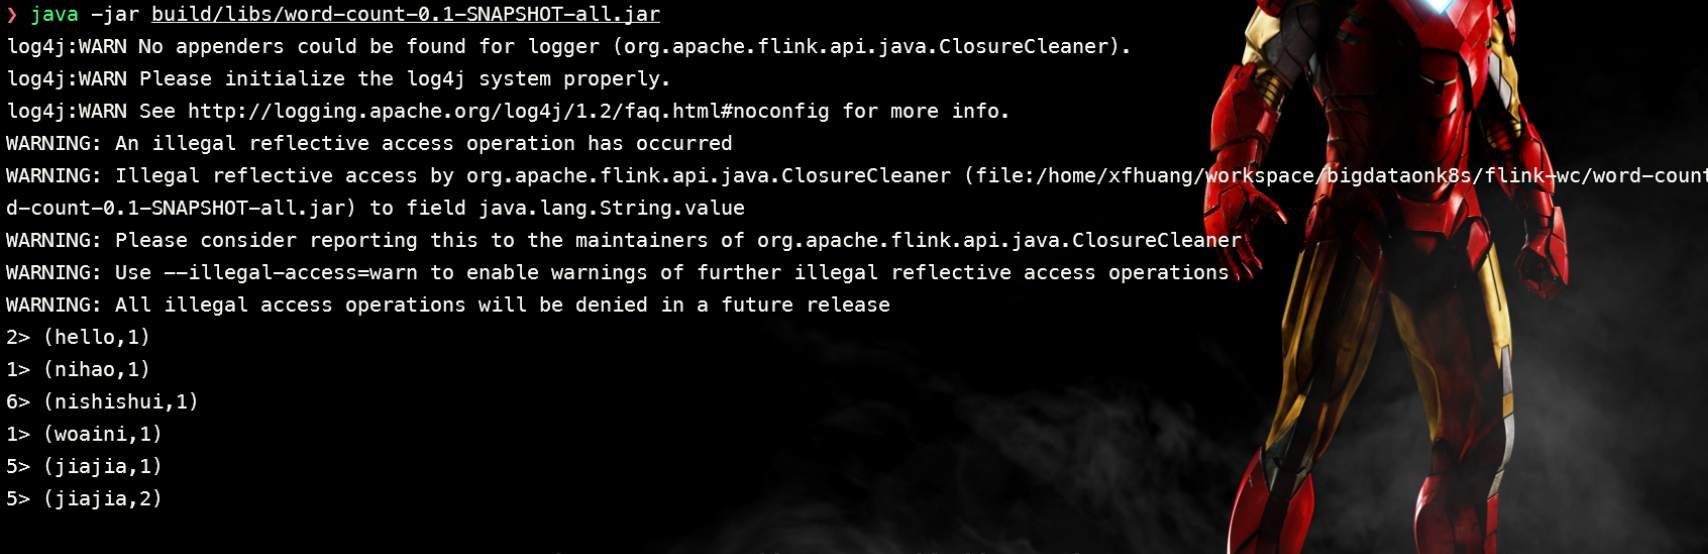 ❯ java -jar build/libs/word-count-0.1-SNAPSHOT-all.jar
log4j:WARN No appenders could be found for logger (org.apache.flink.api.java.ClosureCleaner).
log4j:WARN Please initialize the log4j system properly.
log4j:WARN See http://logging.apache.org/log4j/1.2/faq.html#noconfig for more info.
WARNING: An illegal reflective access operation has occurred
WARNING: Illegal reflective access by org.apache.flink.api.java.ClosureCleaner (file:/home/xfhuang/workspace/bigdataonk8s/flink-wc/word-count
d-count-0.1-SNAPSHOT-all.jar) to field java.lang.String.value
WARNING: Please consider reporting this to the maintainers of org.apache.flink.api.java.ClosureCleaner
WARNING: Use --illegal-access=warn to enable warnings of further illegal reflective access operations
WARNING: All illegal access operations will be denied in a future release
2> (hello,1)
1> (nihao,1)
6> (nishishui,1)
1> (woaini,1)
5> (jiajia,1)
5> (jiajia,2)